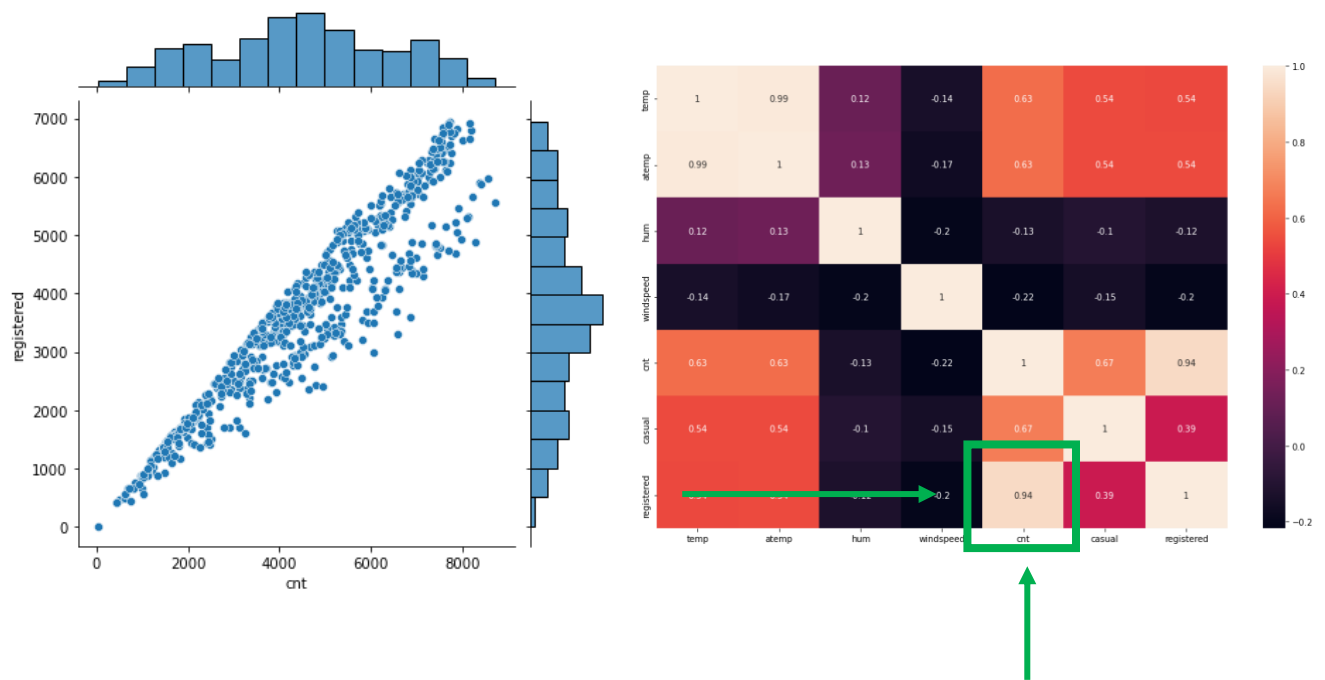 7000
6000
5000
4000
3000
2000
1000
0
registered
0 2000 4000 6000 8000
cnt
temp 1 0.99 0.12 -0.14 0.63 0.54 0.54
atemp 0.99 1 0.13 -0.17 0.63 0.54 0.54
hum 0.12 0.13 1 -0.2 -0.13 -0.1 -0.12
windspeed -0.14 -0.17 -0.2 1 -0.22 -0.15 -0.2
cnt 0.63 0.63 -0.13 -0.22 1 0.67 0.94
casual 0.54 0.54 -0.1 -0.15 0.67 1 0.39
registered 0.94 0.39 1
temp atemp hum windspeed cnt casual registered
1.0
0.8
0.6
0.4
0.2
0.0
−0.2